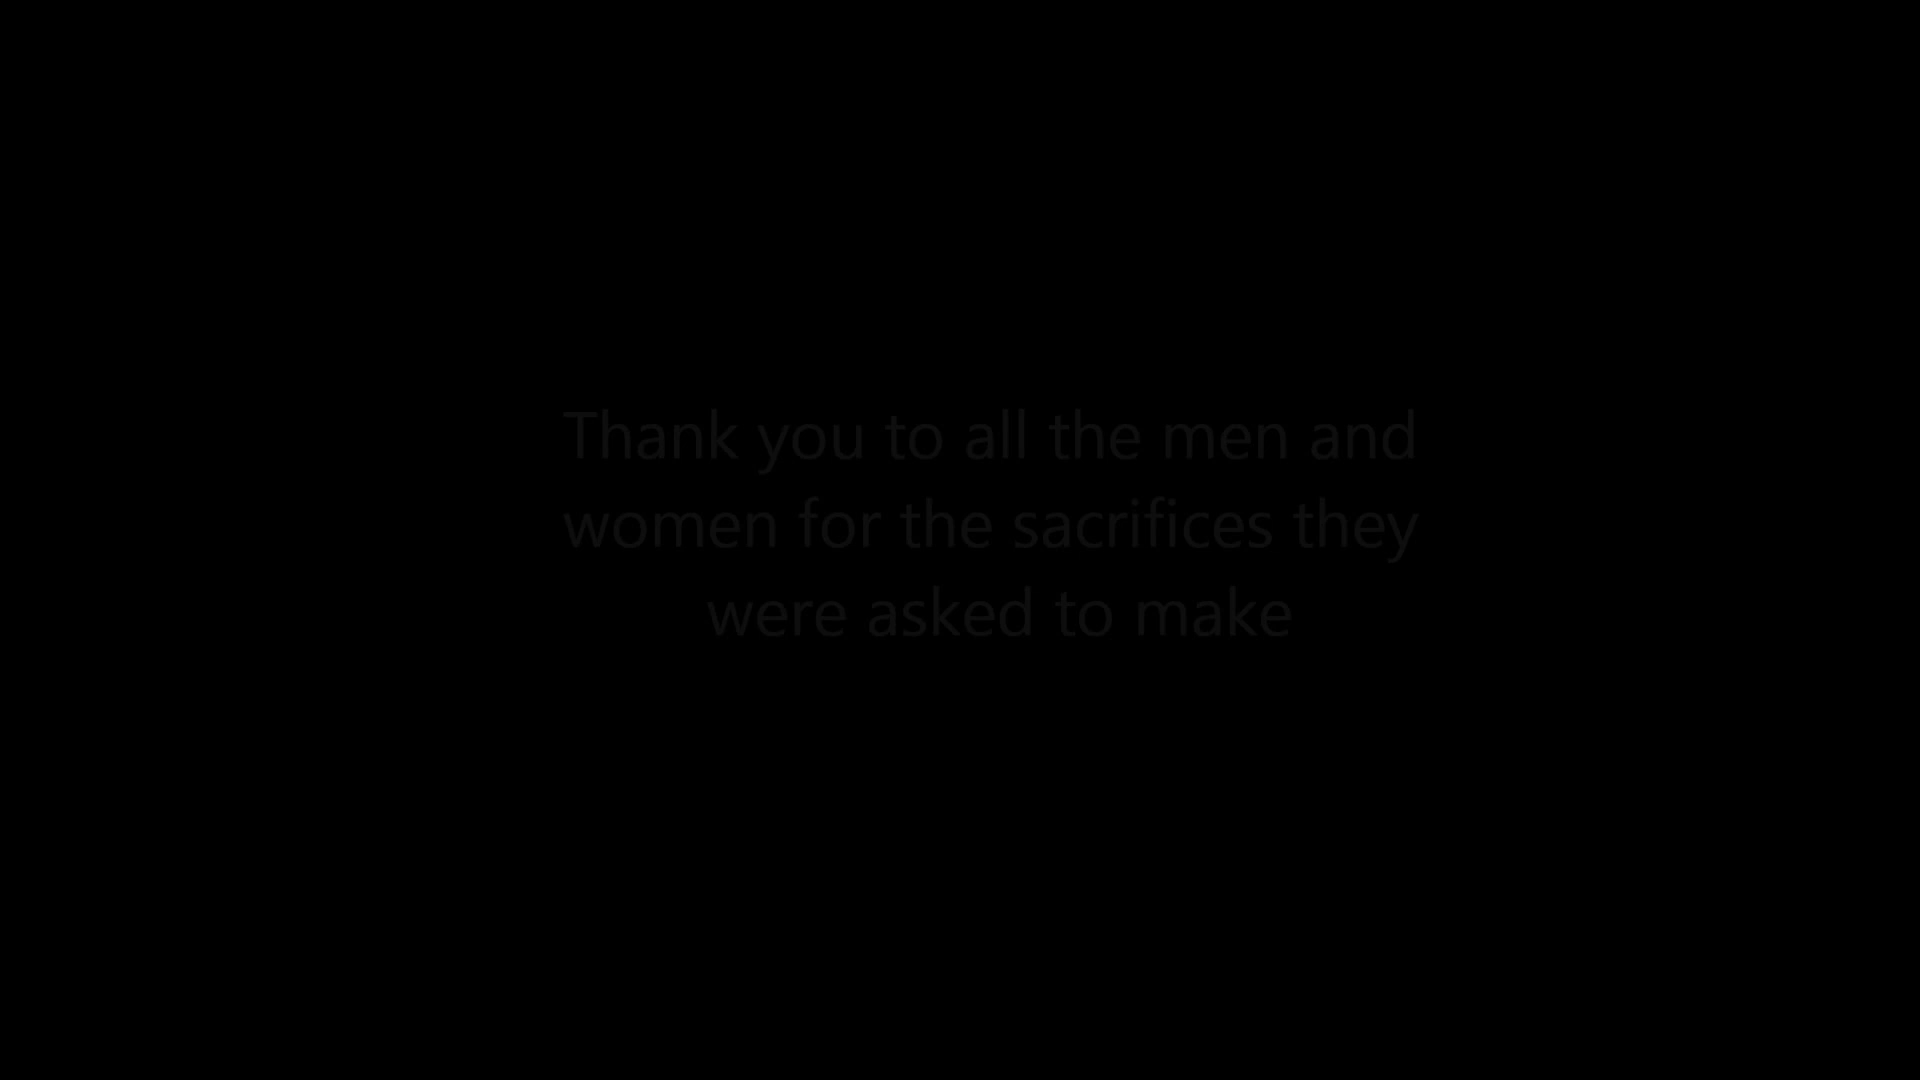 Thank you to all the men and
women for the sacrifices they
were asked to make